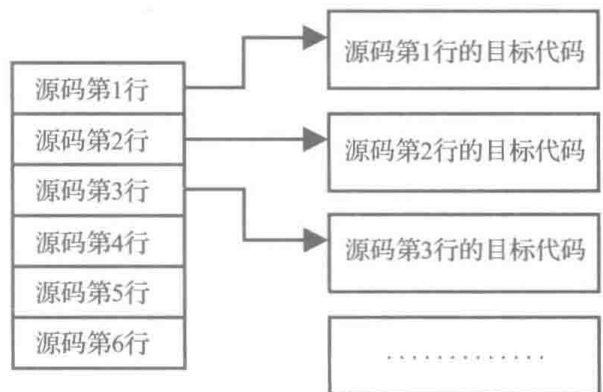 源码第1行
源码第2行
源码第3行
源码第4行
源码第5行
源码第6行
源码第1行的目标代码
源码第2行的目标代码
源码第3行的目标代码
.............